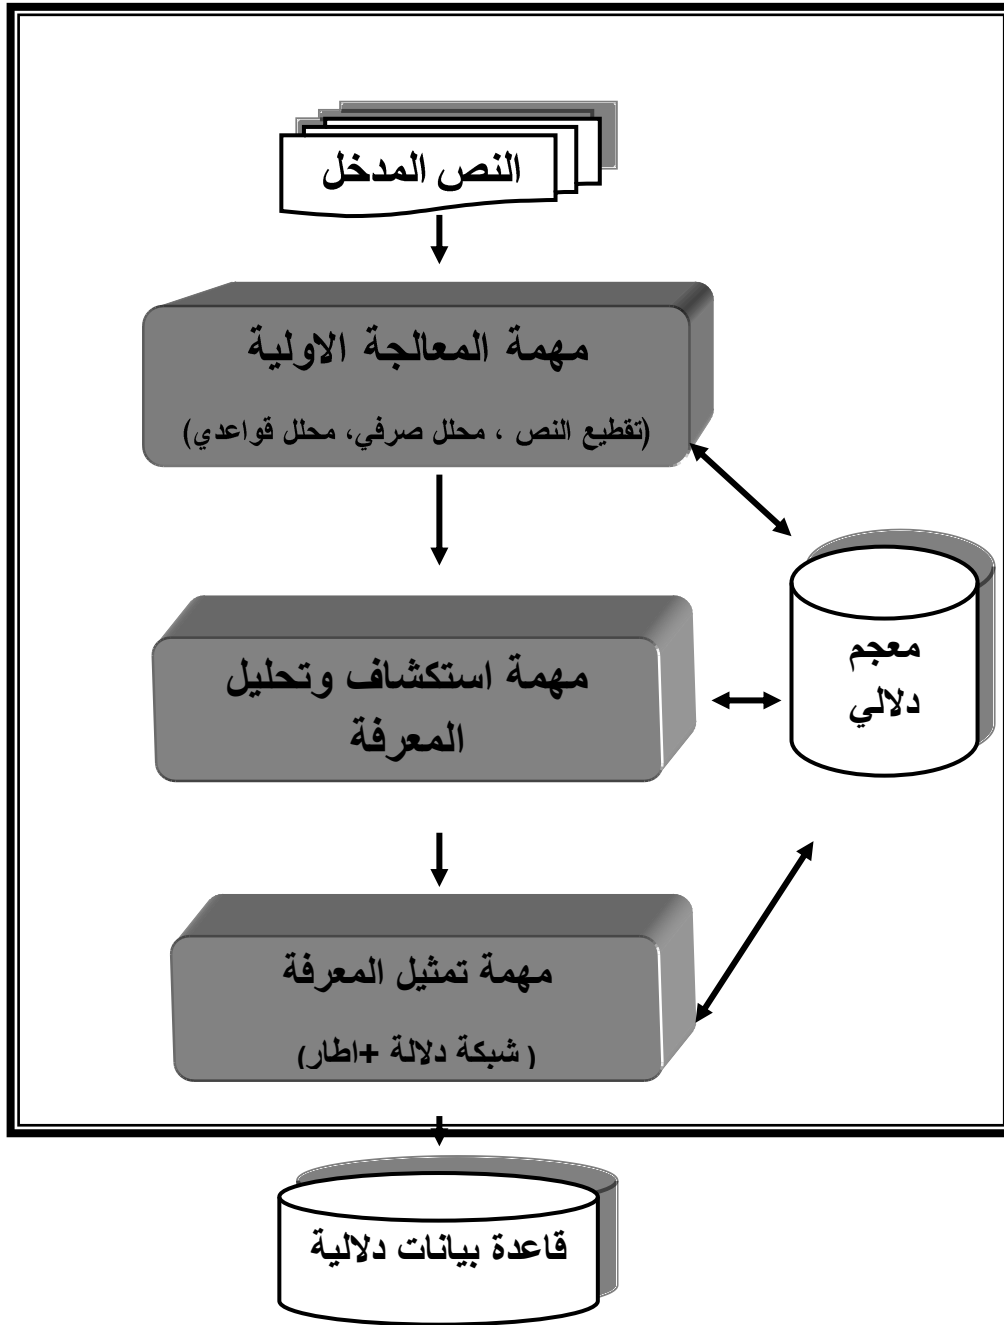 النص المدخل
مهمة المعالجة الاولية
(تقطيع النص ، محلل صرفي، محلل قواعدي)
مهمة استكشاف وتحليل
المعرفة
معجم
دلالي
مهمة تمثيل المعرفة
( شبكة دلالة +اطار)
قاعدة بيانات دلالية